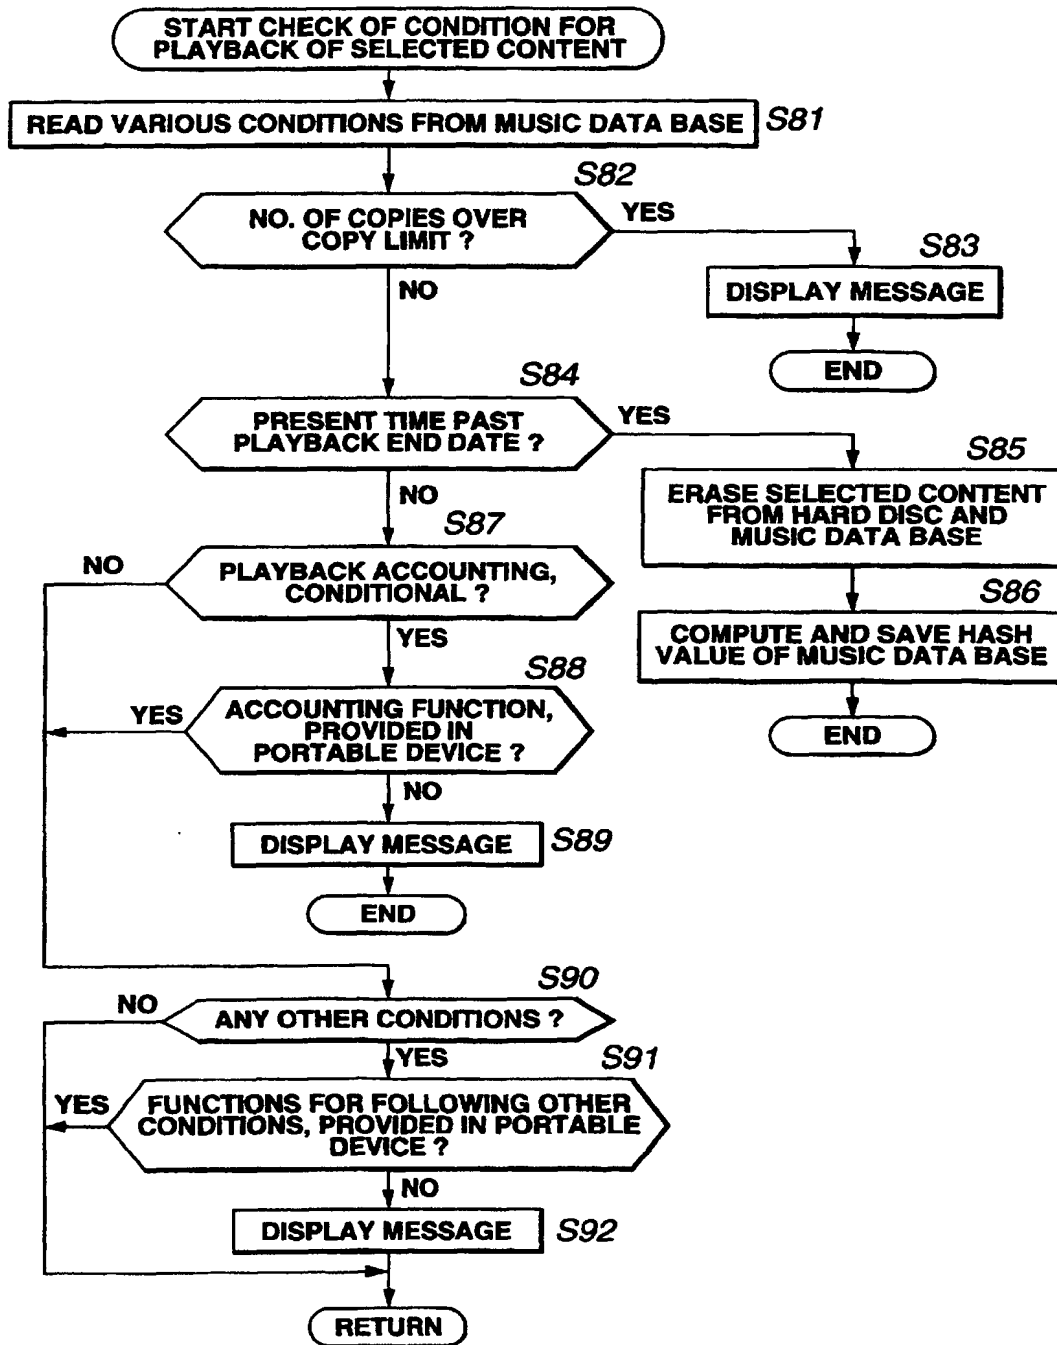 START CHECK OF CONDITION FOR
PLAYBACK OF SELECTED CONTENT
READ VARIOUS CONDITIONS FROM MUSIC DATA BASE
S81
S82
NO. OF COPIES OVER
COPY LIMIT ?
YES
NO
S83
DISPLAY MESSAGE
END
S84
PRESENT TIME PAST
PLAYBACK END DATE ?
YES
NO
S85
ERASE SELECTED CONTENT
FROM HARD DISC AND
MUSIC DATA BASE
S86
COMPUTE AND SAVE HASH
VALUE OF MUSIC DATA BASE
END
S87
NO
PLAYBACK ACCOUNTING,
CONDITIONAL ?
YES
S88
YES
ACCOUNTING FUNCTION,
PROVIDED IN
PORTABLE DEVICE ?
NO
DISPLAY MESSAGE
S89
END
S90
NO
ANY OTHER CONDITIONS ?
YES
S91
YES
FUNCTIONS FOR FOLLOWING OTHER
CONDITIONS, PROVIDED IN PORTABLE
DEVICE ?
NO
DISPLAY MESSAGE
S92
RETURN